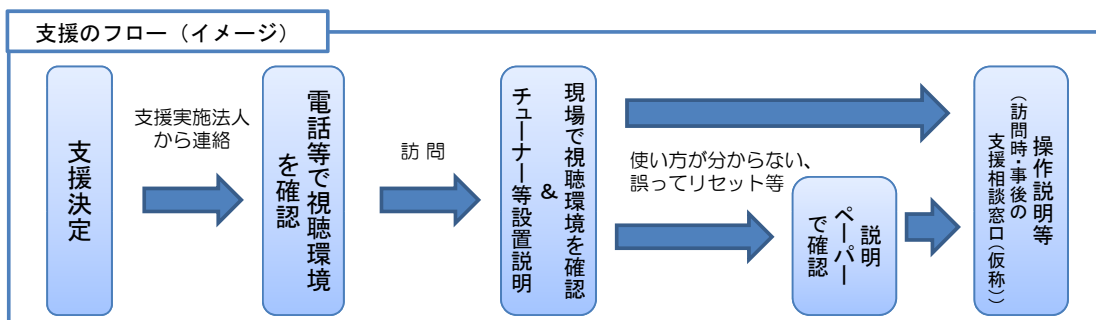 支援のフロー（イメージ）
支援決定
支援実施法人
から連絡
電話等で視聴環境
を確認
訪 問
現場で視聴環境を確認
＆
チューナー等設置説明
使い方が分からない、
誤ってリセット等
説明
ペーパー
で確認
操作説明等
（訪問時・事後の
支援相談窓口（仮称））